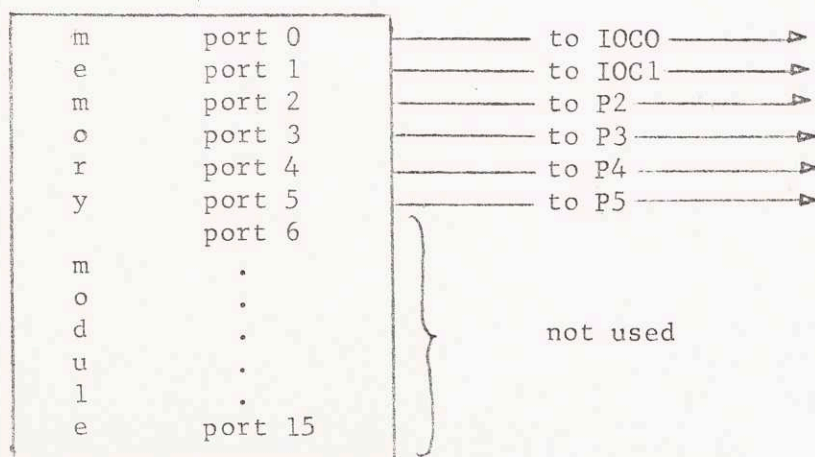 m port 0 to IOC0
e port 1 to IOC1
m port 2 to P2
o port 3 to P3
r port 4 to P4
y port 5 to P5
port 6
m .
o .
d . not used
u .
l .
e port 15